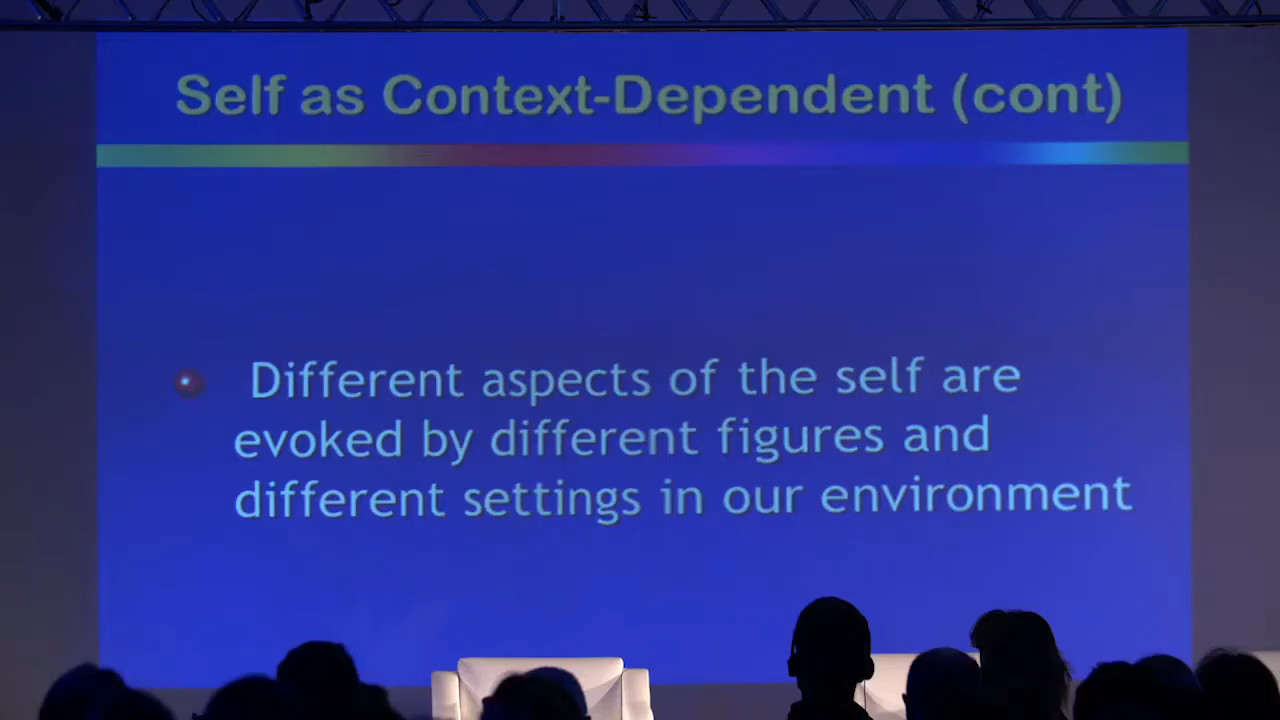 Self as Context-Dependent (cont)
Different aspects of the self are
evoked by different figures and
different settings in our environment